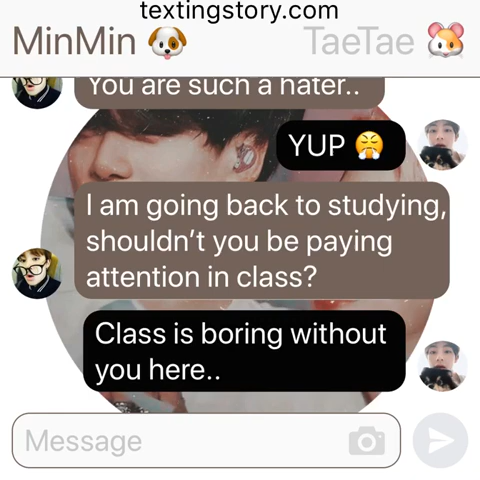 textingstory.com
MinMin 🐶 TaeTae 🐹
You are such a hater..
YUP 😤
I am going back to studying,
shouldn't you be paying
attention in class?
Class is boring without
you here..
Message